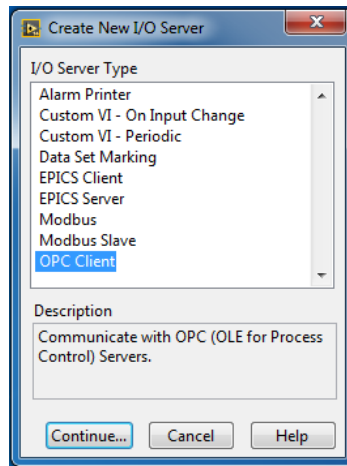 Create New I/O Server
I/O Server Type
Alarm Printer
Custom VI - On Input Change
Custom VI - Periodic
Data Set Marking
EPICS Client
EPICS Server
Modbus
Modbus Slave
OPC Client
Description
Communicate with OPC (OLE for Process
Control) Servers.
Continue... Cancel Help